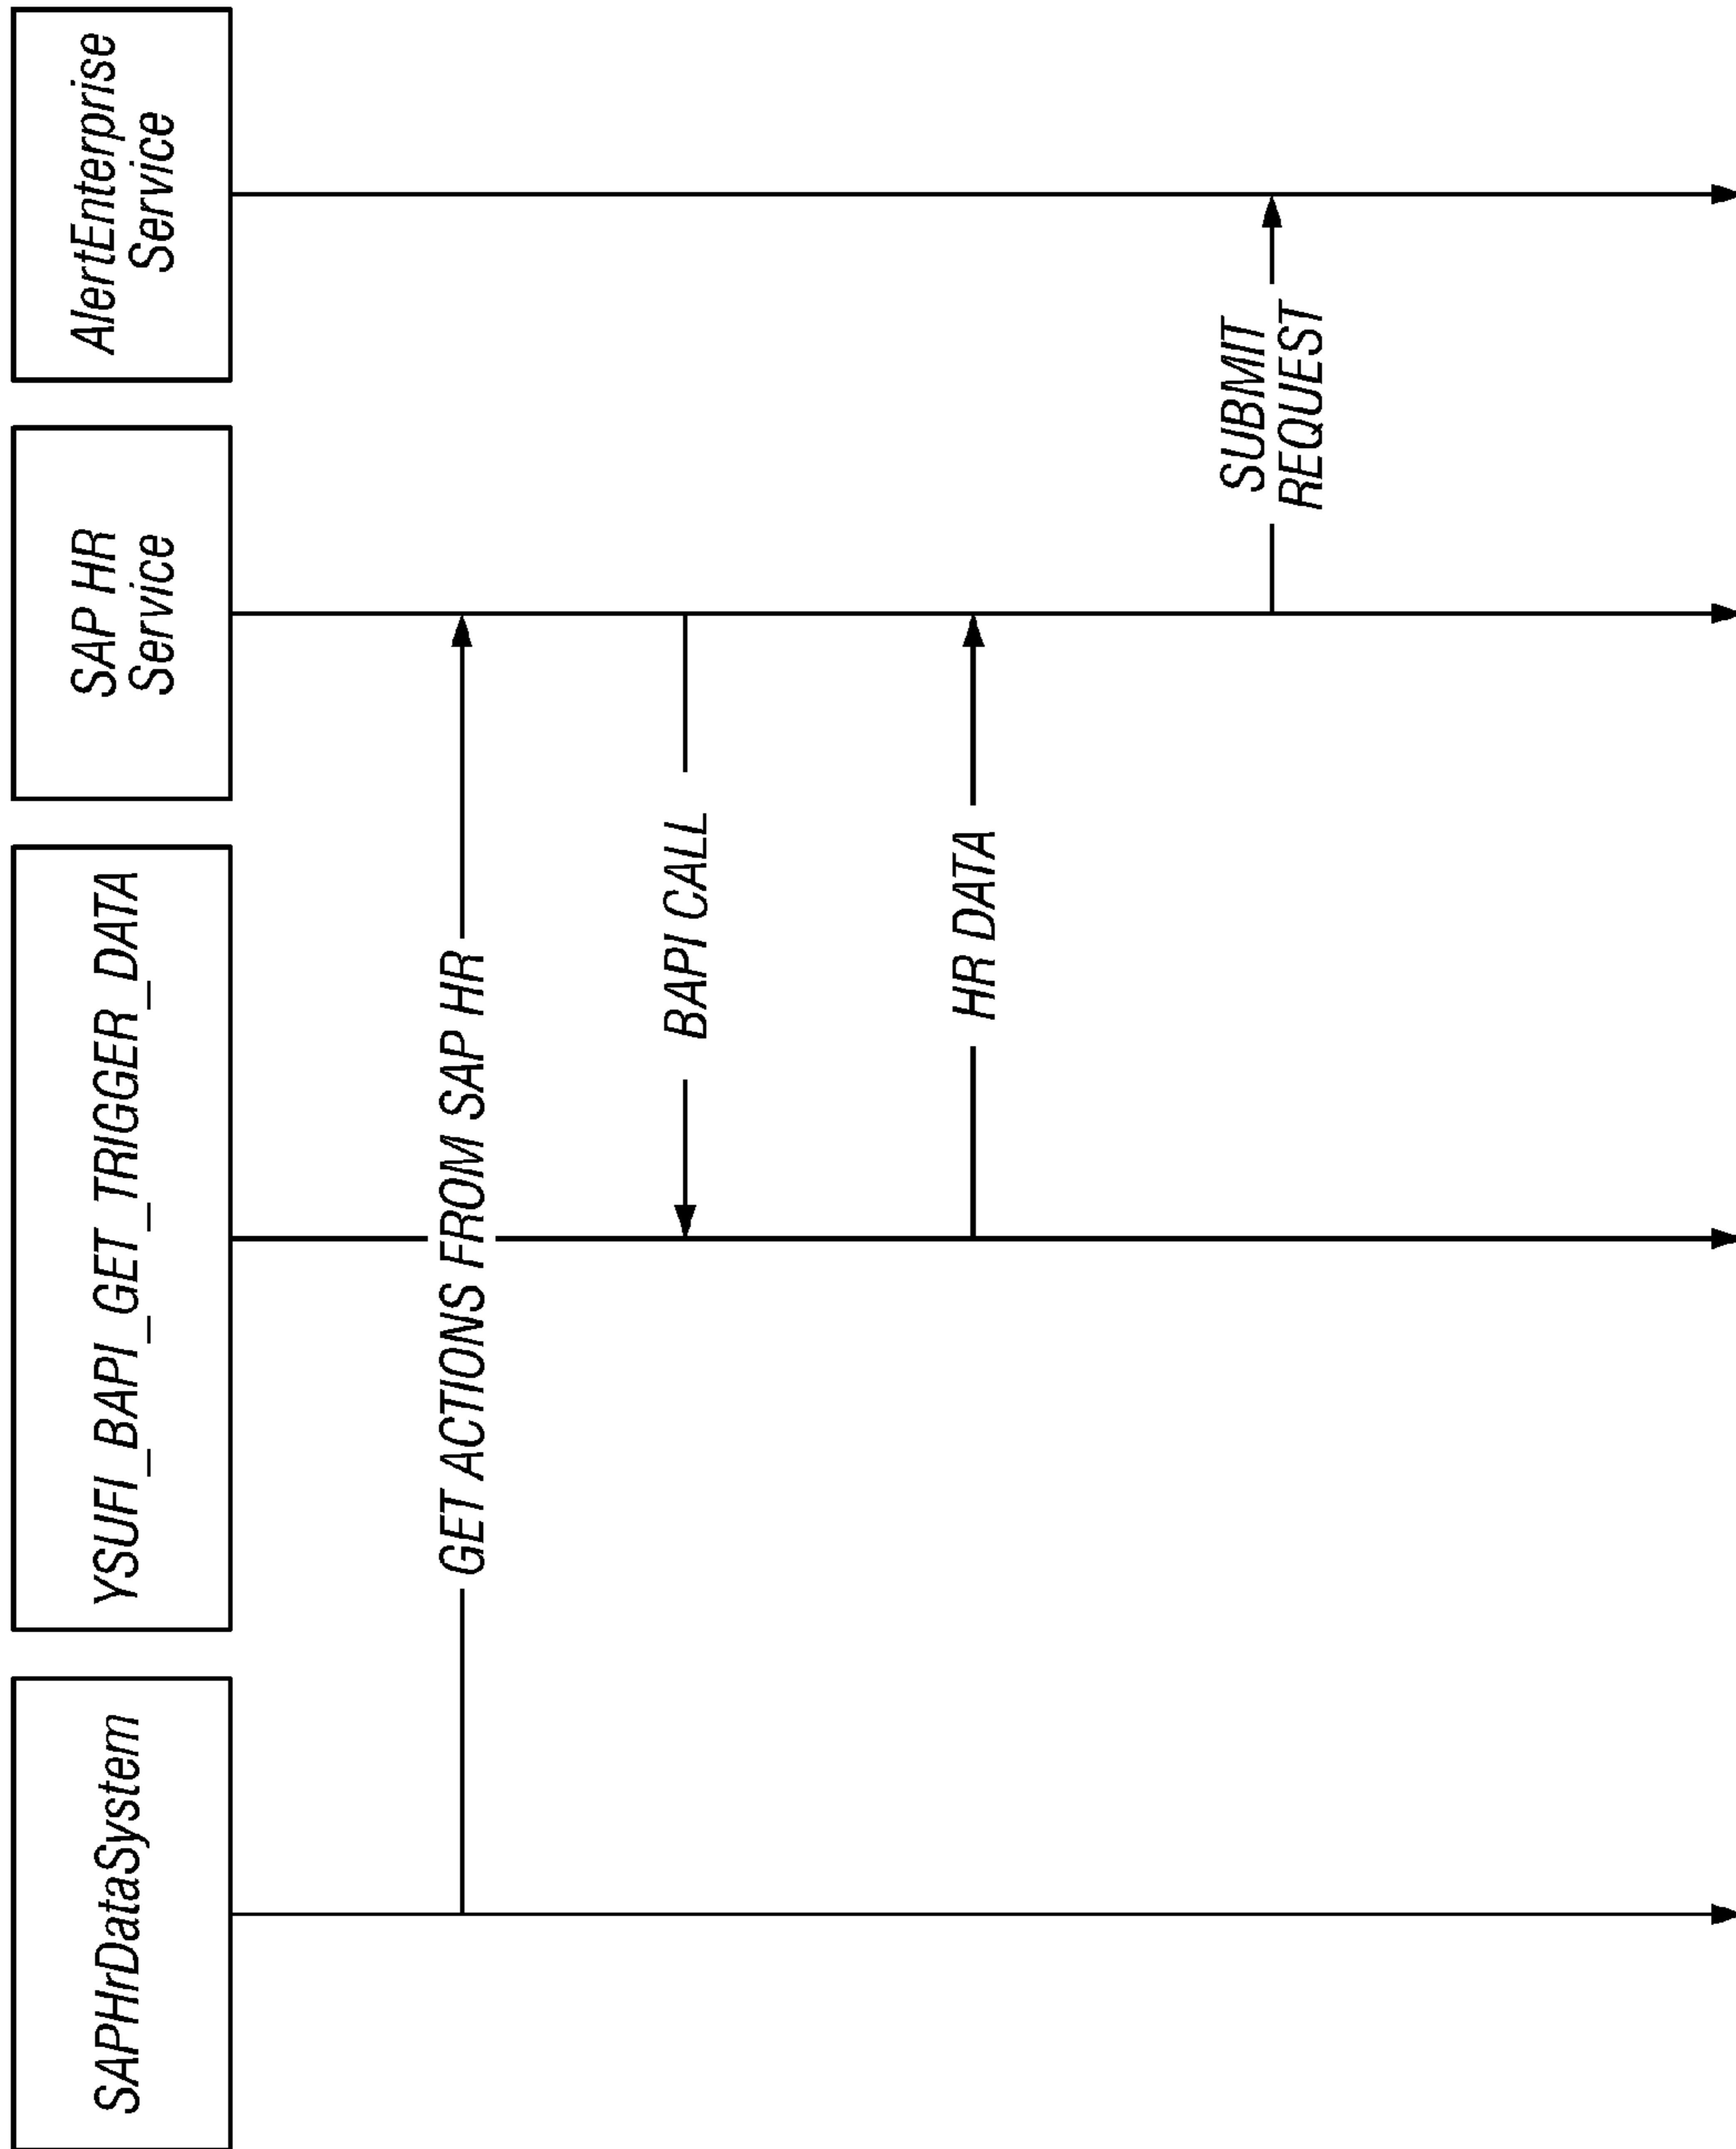 SAPHrDataSystem
YSUFI_BAPI_GET_TRIGGER_DATA
SAP HR
Service
AlertEnterprise
Service
GET ACTIONS FROM SAP HR
BAPI CALL
HR DATA
SUBMIT
REQUEST